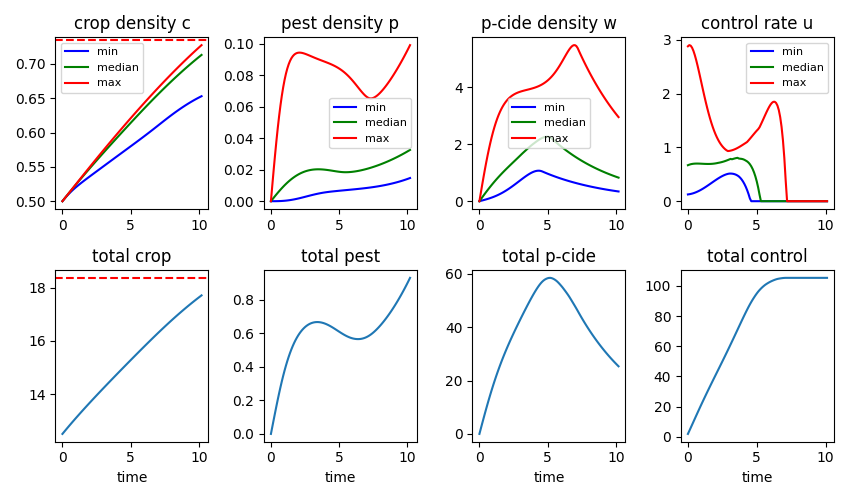 crop density c
pest density p
p-cide density w
control rate u
0.70
0.65
0.60
0.55
0.50
min
median
max
0 5 10
0.10
0.08
0.06
0.04
0.02
0.00
min
median
max
0 5 10
4
2
0
min
median
max
0 5 10
3
2
1
0
min
median
max
0 5 10
total crop
total pest
total p-cide
total control
18
16
14
0 5 10
time
0.8
0.6
0.4
0.2
0.0
0 5 10
time
60
40
20
0
0 5 10
time
100
80
60
40
20
0
0 5 10
time